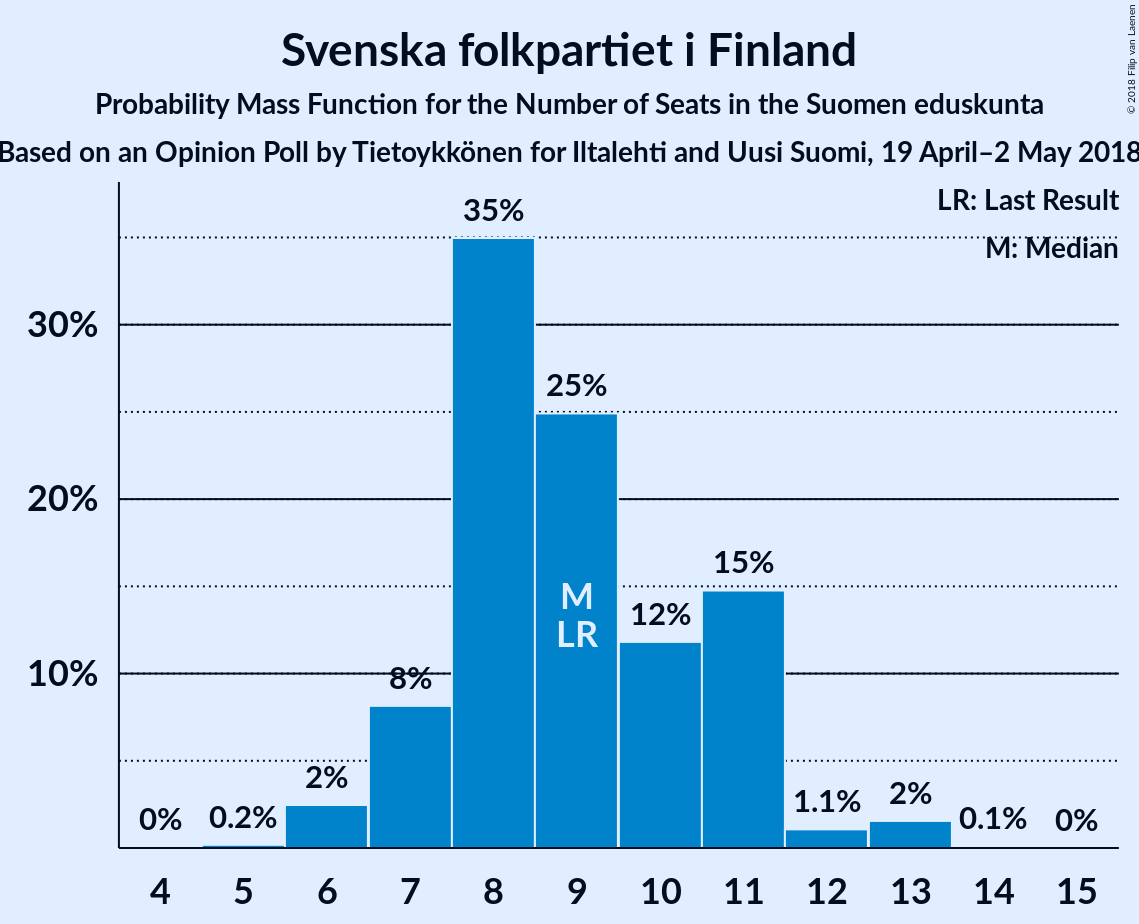 Svenska folkpartiet i Finland
Probability Mass Function for the Number of Seats in the Suomen eduskunta
Based on an Opinion Poll by Tietoykkönen for Iltalehti and Uusi Suomi, 19 April–2 May 2018
© 2018 Filip van Laenen
LR: Last Result
M: Median
35%
30%
25%
20%
15%
M
LR
12%
10%
8%
2%
0%
0.2%
1.1%
2%
0.1%
0%
4 5 6 7 8 9 10 11 12 13 14 15